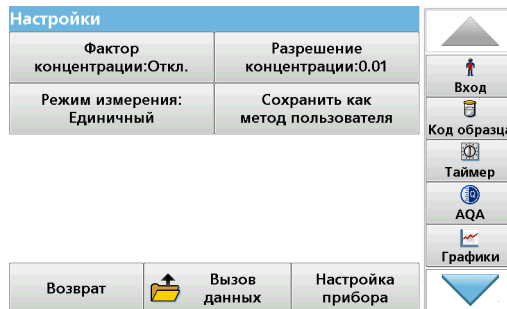 Настройки
Фактор
концентрации:Откл.
Разрешение
концентрации:0.01
Режим измерения:
Единичный
Сохранить как
метод пользователя
Возврат
Вызов
данных
Настройка
прибора
Вход
Код образца
Таймер
AQA
Графики